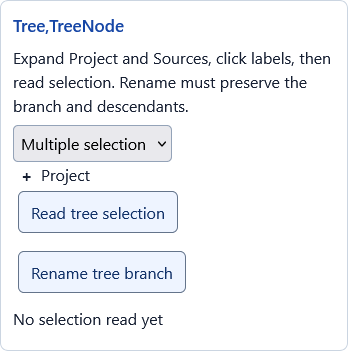 Tree,TreeNode
Expand Project and Sources, click labels, then
read selection. Rename must preserve the
branch and descendants.
Multiple selection
+ Project
Read tree selection
Rename tree branch
No selection read yet